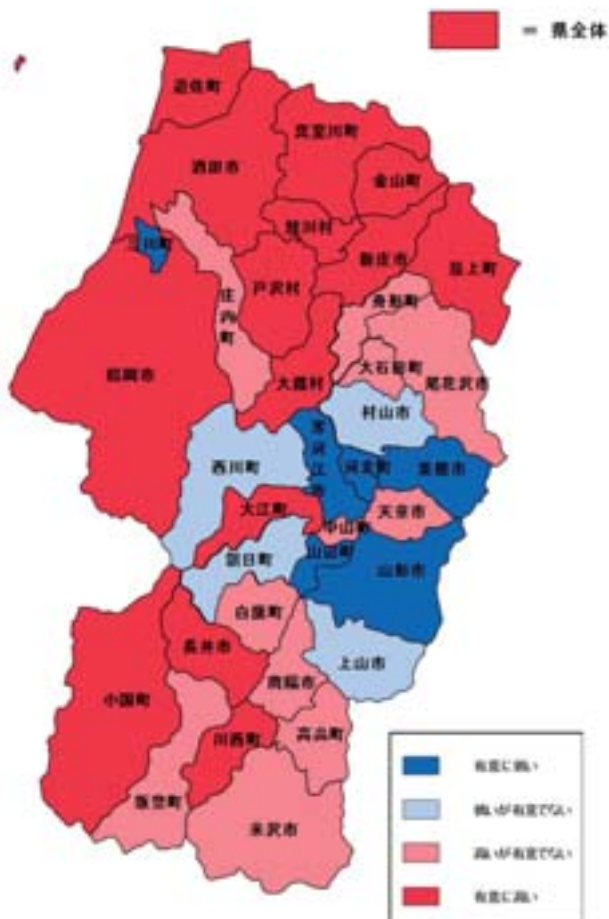 = 県全体
遊佐町
真室川町
酒田市
金山町
鮭川村
三川町
新庄市
最上町
戸沢村
庄内町
舟形町
鶴岡市
大蔵村
大石田町
尾花沢市
村山市
寒河江市
西川町
河北町
東根市
大江町
天童市
中山町
朝日町
山辺町
山形市
白鷹町
長井市
上山市
南陽市
小国町
川西町
高畠町
飯豊町
米沢市
有意に低い
低いが有意でない
高いが有意でない
有意に高い